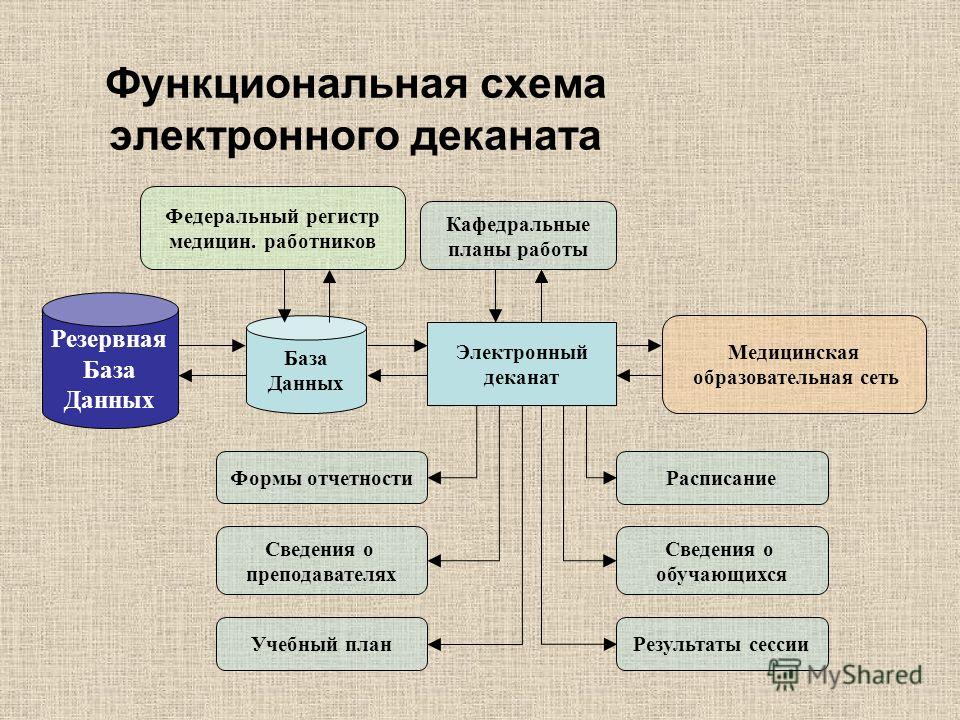 Функциональная схема
электронного деканата
Федеральный регистр
медицин. работников
Кафедральные
планы работы
Резервная
База
Данных
База
Данных
Электронный
деканат
Медицинская
образовательная сеть
Формы отчетности
Расписание
Сведения о
преподавателях
Сведения о
обучающихся
Учебный план
Результаты сессии
MyShared